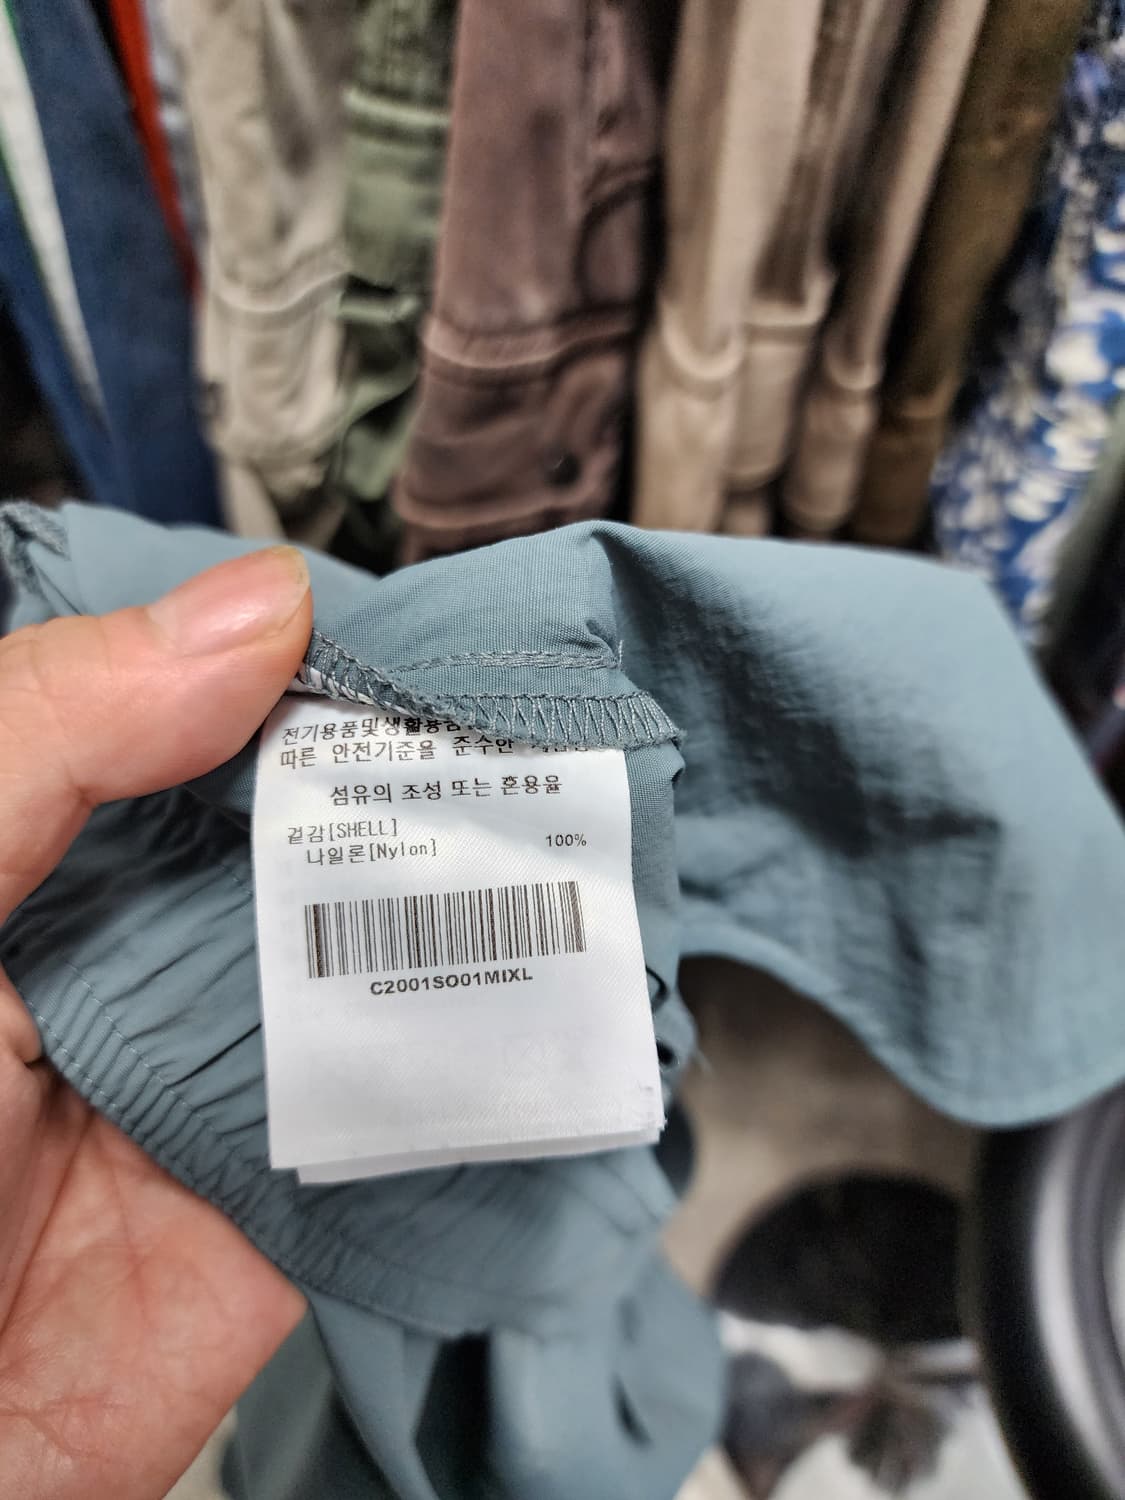 전기용품및생활용
따른 안전기준을 준수한
섬유의 조성 또는 혼용율
겉감[SHELL]
나일론[Nylon] 100%
C2001SO01MIXL